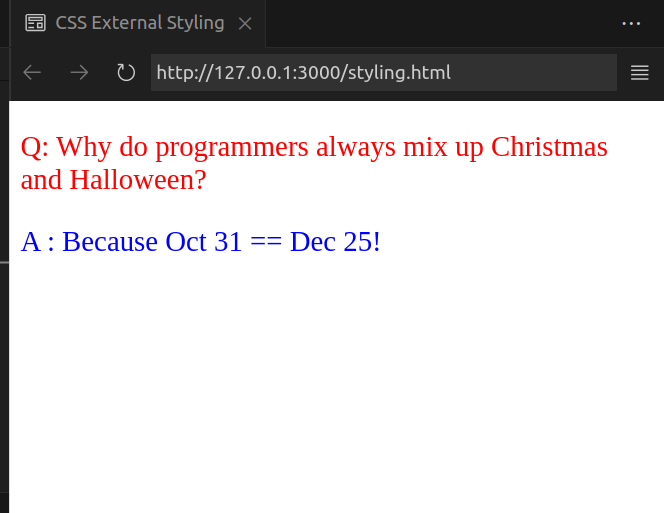 CSS External Styling
http://127.0.0.1:3000/styling.html
Q: Why do programmers always mix up Christmas
and Halloween?
A : Because Oct 31 == Dec 25!